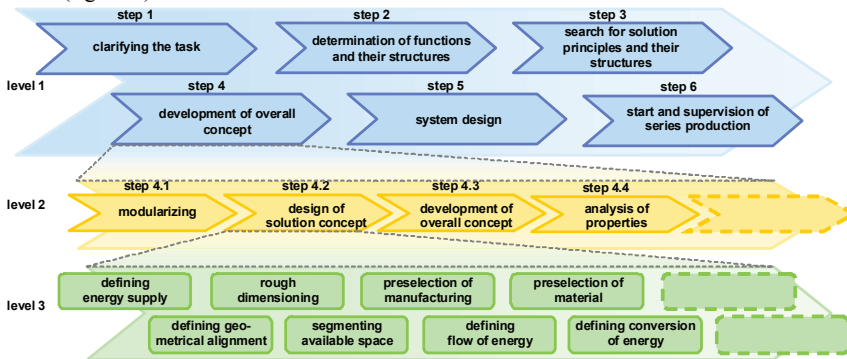 step 1
step 2
step 3
clarifying the task
determination of functions
and their structures
search for solution
principles and their
structures
level 1
step 4
step 5
step 6
development of overall
concept
system design
start and supervision of
series production
step 4.1
step 4.2
step 4.3
step 4.4
level 2
modularizing
design of
solution concept
development of
overall concept
analysis of
properties
defining
energy supply
rough
dimensioning
preselection of
manufacturing
preselection of
material
level 3
defining geo-
metrical alignment
segmenting
available space
defining
flow of energy
defining conversion
of energy